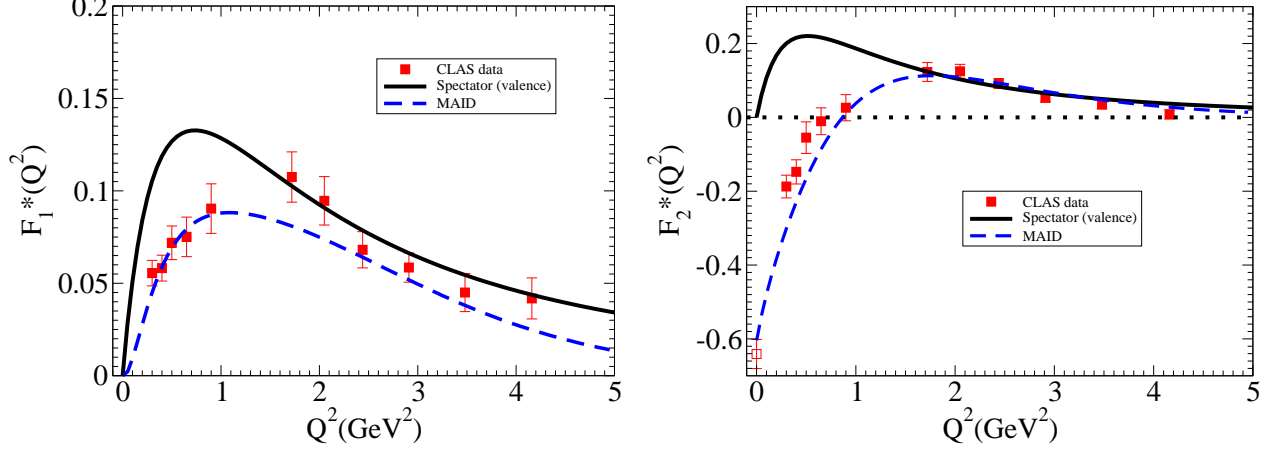 0.2
0.15
0.1
0.05
0
F₁*(Q²)
CLAS data
Spectator (valence)
MAID
0 1 2 3 4 5
Q²(GeV²)
0.2
0
-0.2
-0.4
-0.6
F₂*(Q²)
CLAS data
Spectator (valence)
MAID
0 1 2 3 4 5
Q²(GeV²)